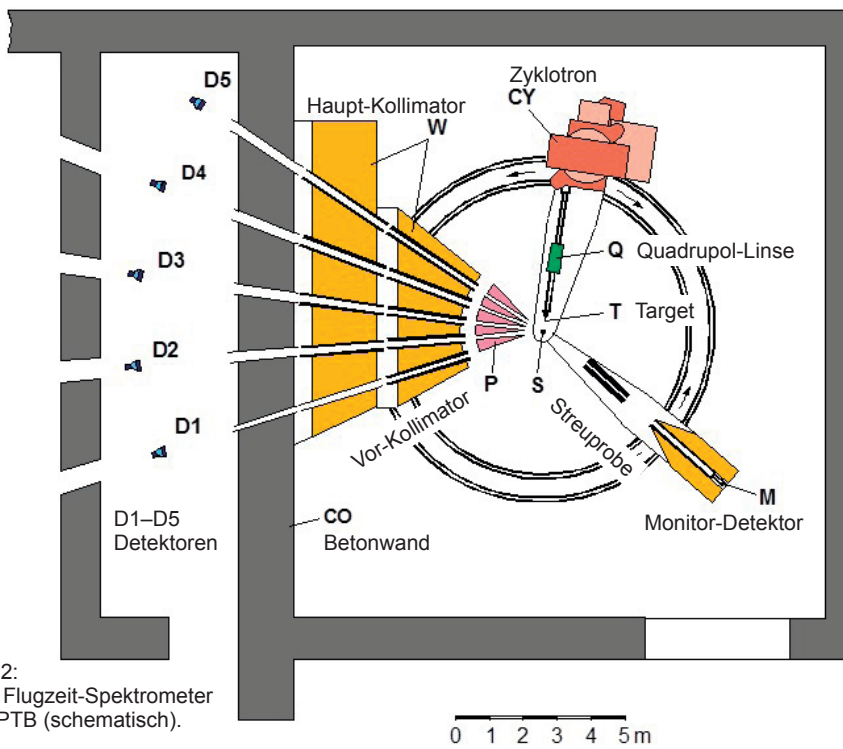 D5
Zyklotron
CY
Haupt-Kollimator
W
D4
D3
Q Quadrupol-Linse
T Target
D2
P
S
D1
Vor-Kollimator
Streuprobe
M
Monitor-Detektor
D1–D5
Detektoren
CO
Betonwand
2:
Flugzeit-Spektrometer
PTB (schematisch).
0 1 2 3 4 5 m